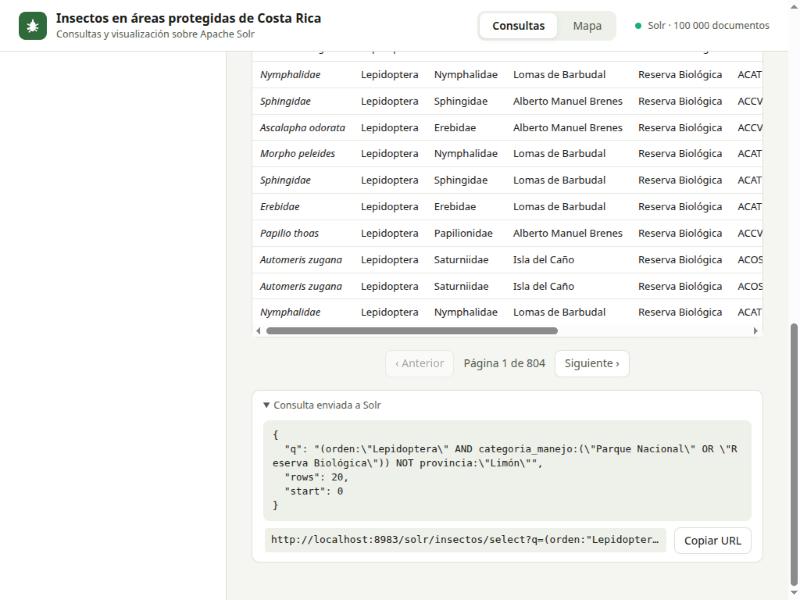 Insectos en áreas protegidas de Costa Rica
Consultas y visualización sobre Apache Solr
Consultas Mapa
Solr · 100 000 documentos
Nymphalidae Lepidoptera Nymphalidae Lomas de Barbudal Reserva Biológica ACAT
Sphingidae Lepidoptera Sphingidae Alberto Manuel Brenes Reserva Biológica ACCV
Ascalapha odorata Lepidoptera Erebidae Alberto Manuel Brenes Reserva Biológica ACCV
Morpho peleides Lepidoptera Nymphalidae Lomas de Barbudal Reserva Biológica ACAT
Sphingidae Lepidoptera Sphingidae Lomas de Barbudal Reserva Biológica ACAT
Erebidae Lepidoptera Erebidae Lomas de Barbudal Reserva Biológica ACAT
Papilio thoas Lepidoptera Papilionidae Alberto Manuel Brenes Reserva Biológica ACCV
Automeris zugana Lepidoptera Saturniidae Isla del Caño Reserva Biológica ACOS
Automeris zugana Lepidoptera Saturniidae Isla del Caño Reserva Biológica ACOS
Nymphalidae Lepidoptera Nymphalidae Lomas de Barbudal Reserva Biológica ACAT
‹ Anterior Página 1 de 804 Siguiente ›
▼ Consulta enviada a Solr
{
"q": "(orden:\"Lepidoptera\" AND categoria_manejo:(\"Parque Nacional\" OR \"R
eserva Biológica\")) NOT provincia:\"Limón\"",
"rows": 20,
"start": 0
}
http://localhost:8983/solr/insectos/select?q=(orden:"Lepidopter… Copiar URL